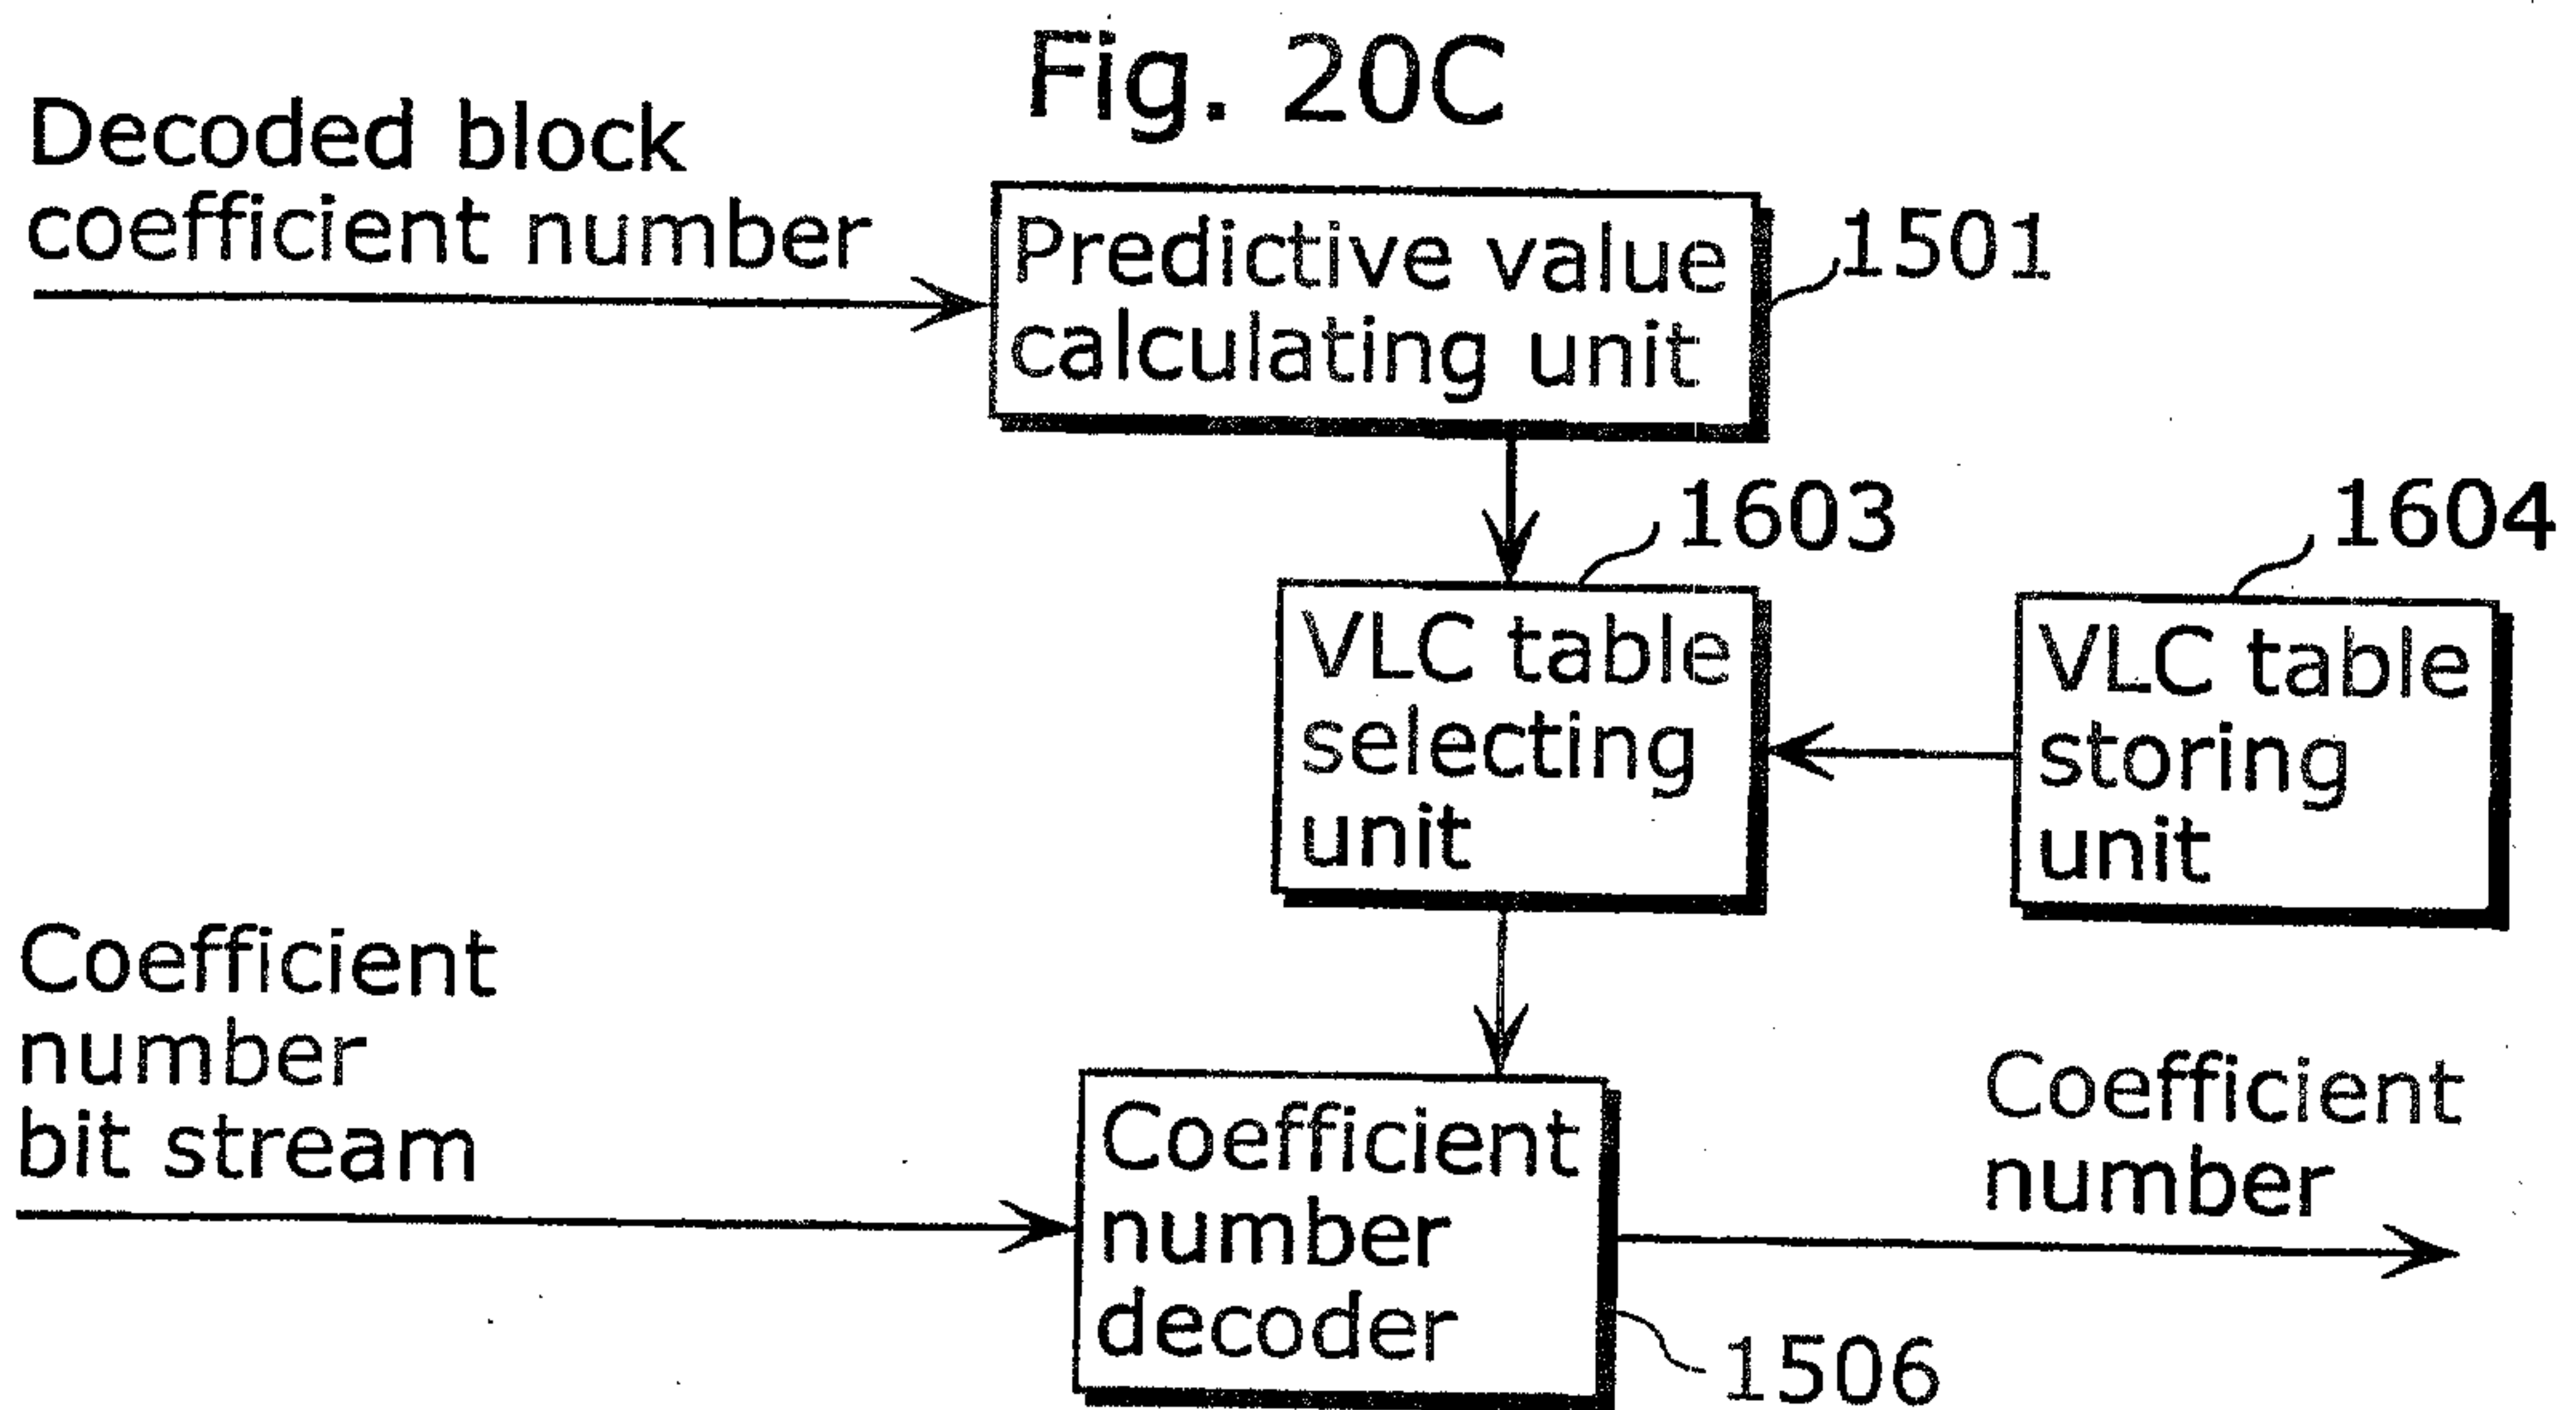 Fig. 20C
Decoded block
coefficient number
Predictive value
calculating unit
1501
1603
1604
VLC table
selecting
unit
VLC table
storing
unit
Coefficient
number
bit stream
Coefficient
number
decoder
Coefficient
number
1506